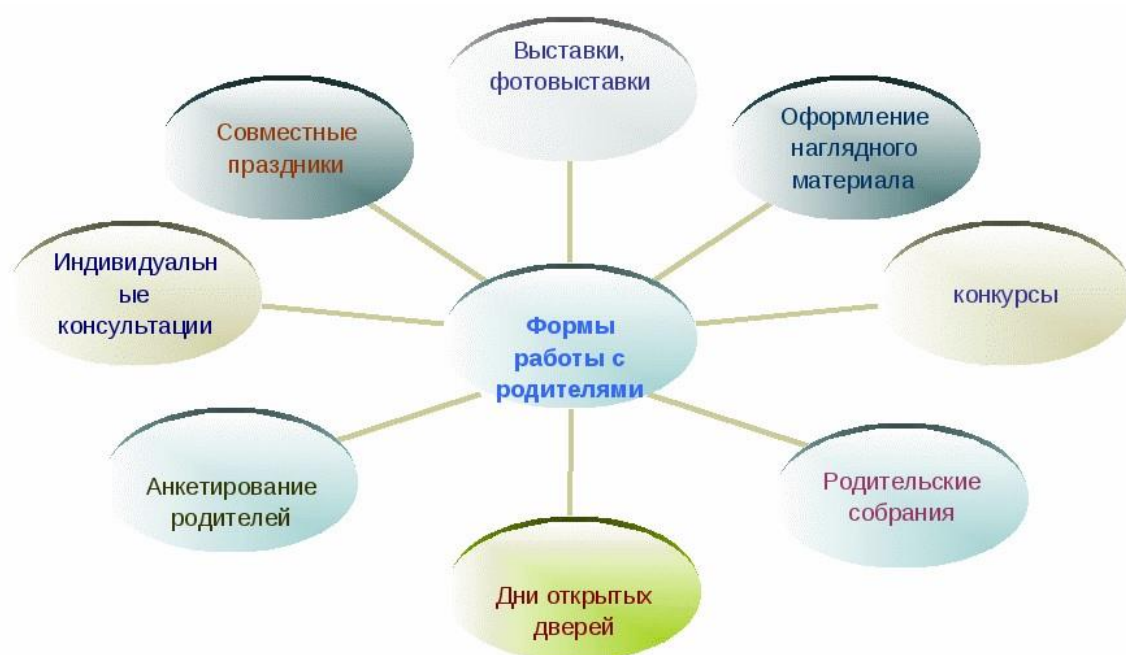 Выставки,
фотовыставки
Совместные
праздники
Оформление
наглядного
материала
Индивидуальн
ые
консультации
конкурсы
Формы
работы с
родителями
Анкетирование
родителей
Родительские
собрания
Дни открытых
дверей